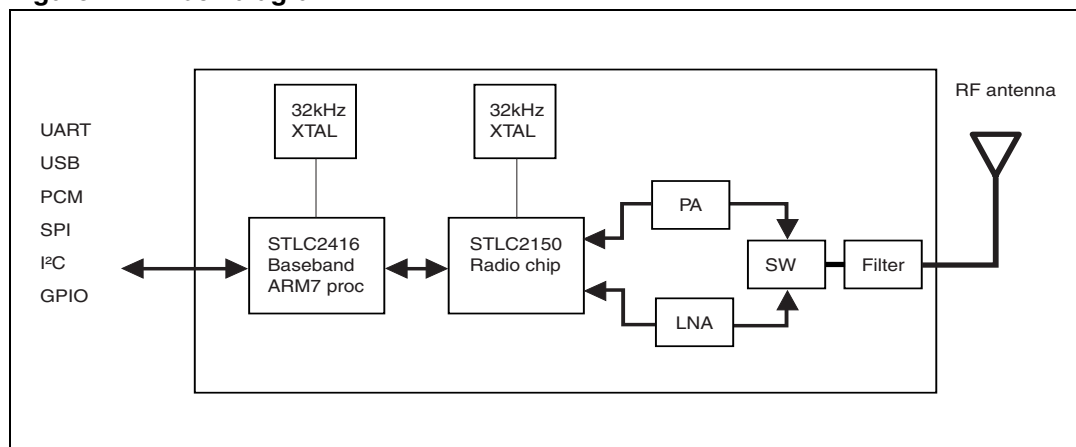 UART
USB
PCM
SPI
I²C
GPIO
32kHz
XTAL
32kHz
XTAL
STLC2416
Baseband
ARM7 proc
STLC2150
Radio chip
PA
LNA
SW
Filter
RF antenna